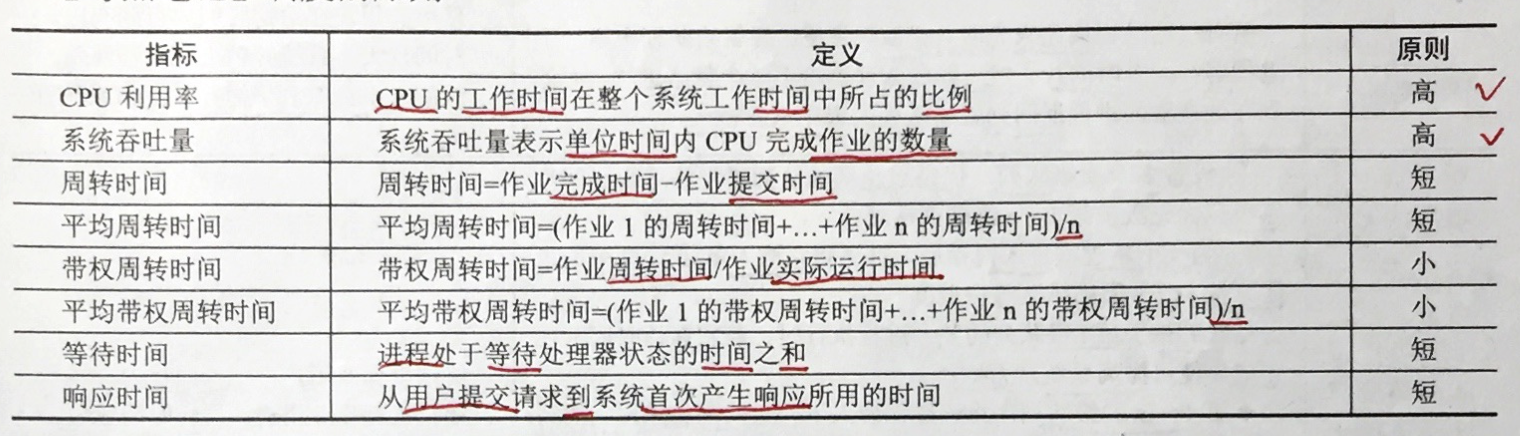 指标 定义 原则
CPU 利用率 CPU 的工作时间在整个系统工作时间中所占的比例 高
系统吞吐量 系统吞吐量表示单位时间内 CPU 完成作业的数量 高
周转时间 周转时间=作业完成时间-作业提交时间 短
平均周转时间 平均周转时间=(作业 1 的周转时间+…+作业 n 的周转时间)/n 短
带权周转时间 带权周转时间=作业周转时间/作业实际运行时间 小
平均带权周转时间 平均带权周转时间=(作业 1 的带权周转时间+…+作业 n 的带权周转时间)/n 小
等待时间 进程处于等待处理器状态的时间之和 短
响应时间 从用户提交请求到系统首次产生响应所用的时间 短